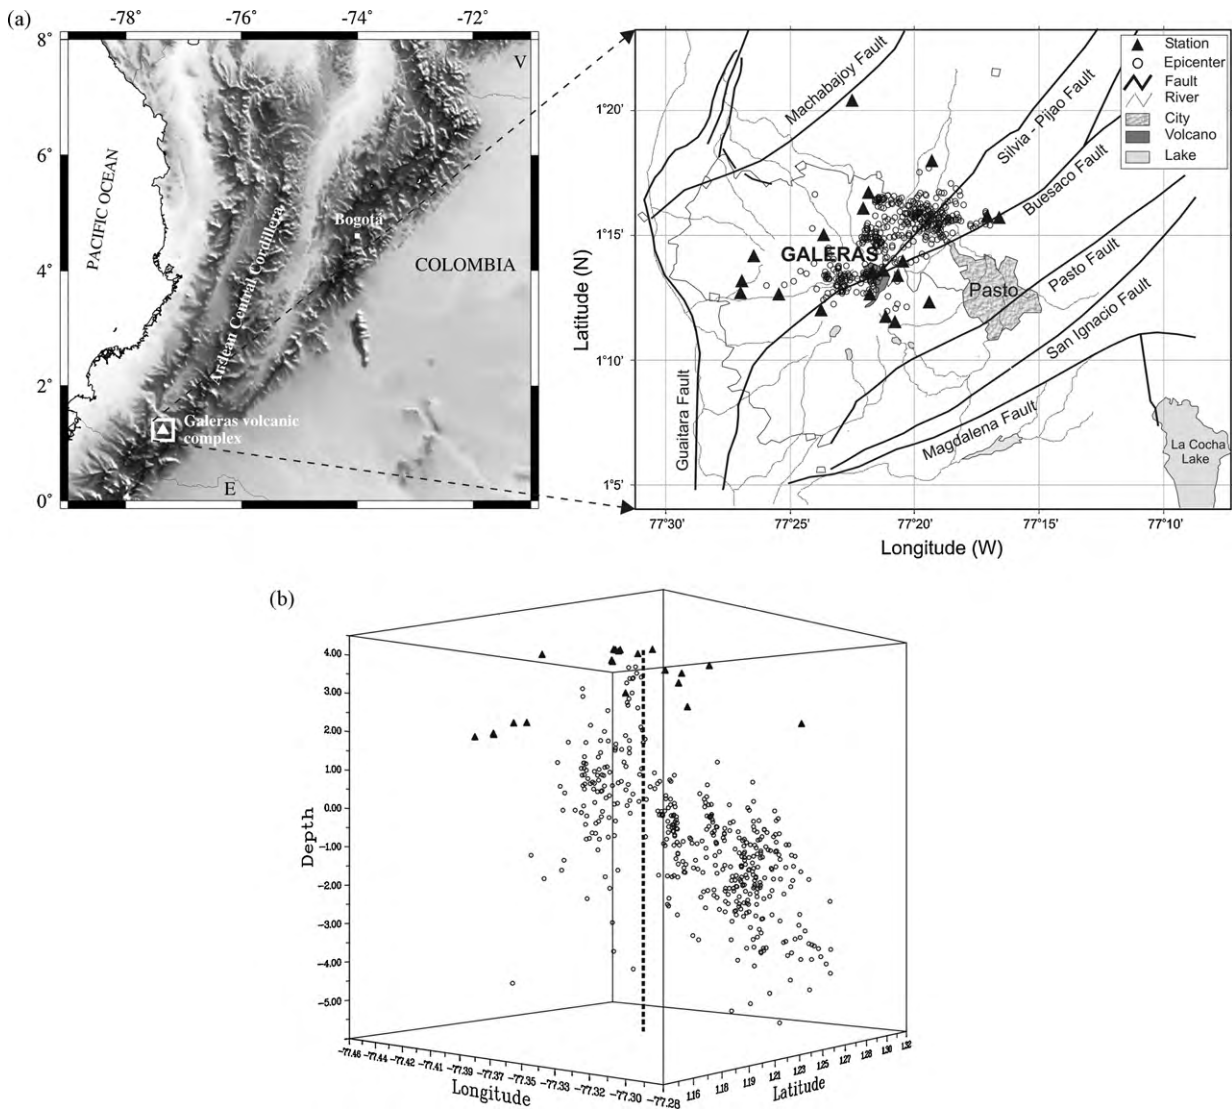 (a)
-78° -76° -74° -72°
8°
6°
4°
2°
0°
V
PACIFIC OCEAN
Andean Central Cordillera
Bogotá
COLOMBIA
Galeras volcanic
complex
E
1°20'
1°15'
1°10'
1°5'
Latitude (N)
Machabajoy Fault
Silvia - Pijao Fault
Buesaco Fault
Pasto Fault
San Ignacio Fault
Magdalena Fault
Guaitara Fault
GALERAS
Pasto
La Cocha
Lake
Station
Epicenter
Fault
River
City
Volcano
Lake
77°30' 77°25' 77°20' 77°15' 77°10'
Longitude (W)
(b)
4.00
3.00
2.00
1.00
0.00
-1.00
-2.00
-3.00
-4.00
-5.00
Depth
-77.46 -77.44 -77.42 -77.41 -77.39 -77.37 -77.35 -77.33 -77.32 -77.30 -77.28
Longitude
1.16 1.18 1.19 1.21 1.23 1.25 1.27 1.28 1.30 1.32
Latitude